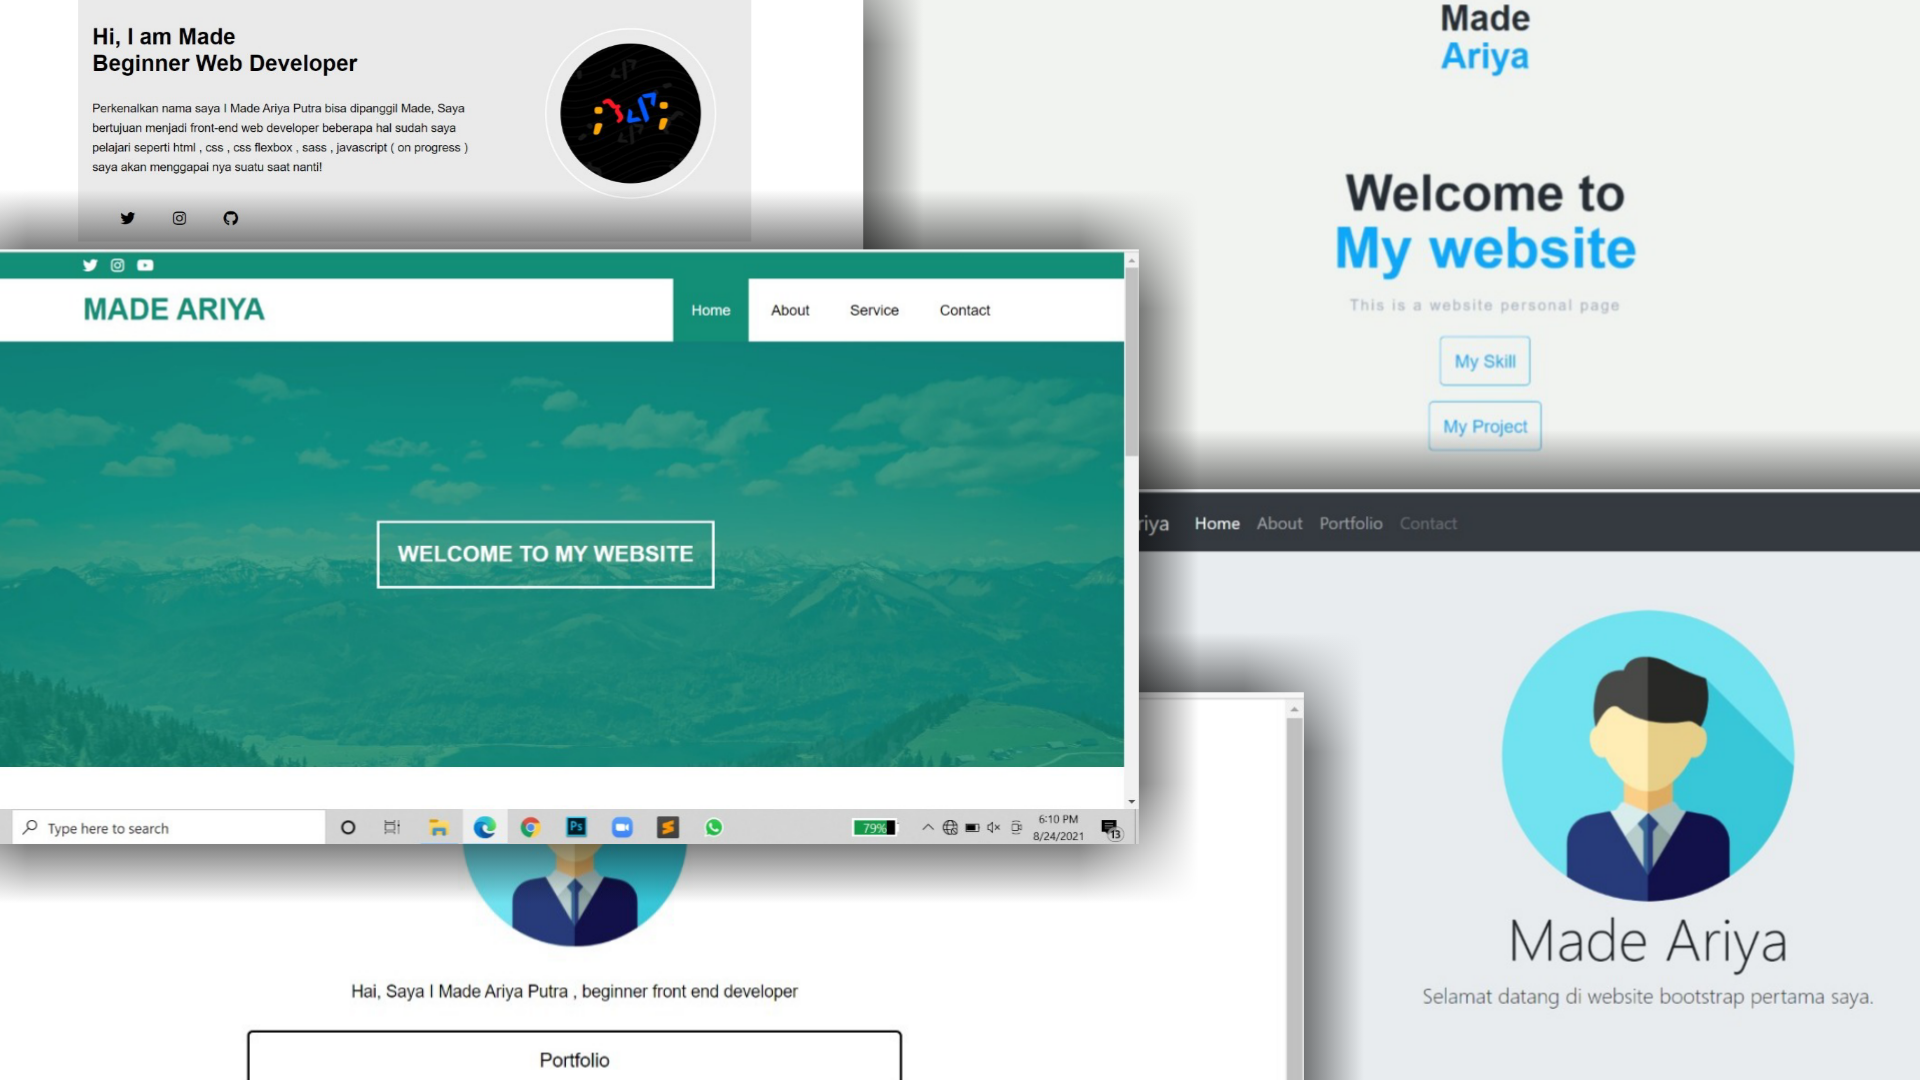 Hi, I am Made
Beginner Web Developer
Perkenalkan nama saya I Made Ariya Putra bisa dipanggil Made, Saya
bertujuan menjadi front-end web developer beberapa hal sudah saya
pelajari seperti html , css , css flexbox , sass , javascript ( on progress )
saya akan menggapai nya suatu saat nanti!
Made
Ariya
Welcome to
My website
This is a website personal page
My Skill
My Project
MADE ARIYA
Home About Service Contact
WELCOME TO MY WEBSITE
Type here to search
Ps
79%
6:10 PM
8/24/2021
13
riya Home About Portfolio Contact
Made Ariya
Selamat datang di website bootstrap pertama saya.
Hai, Saya I Made Ariya Putra , beginner front end developer
Portfolio